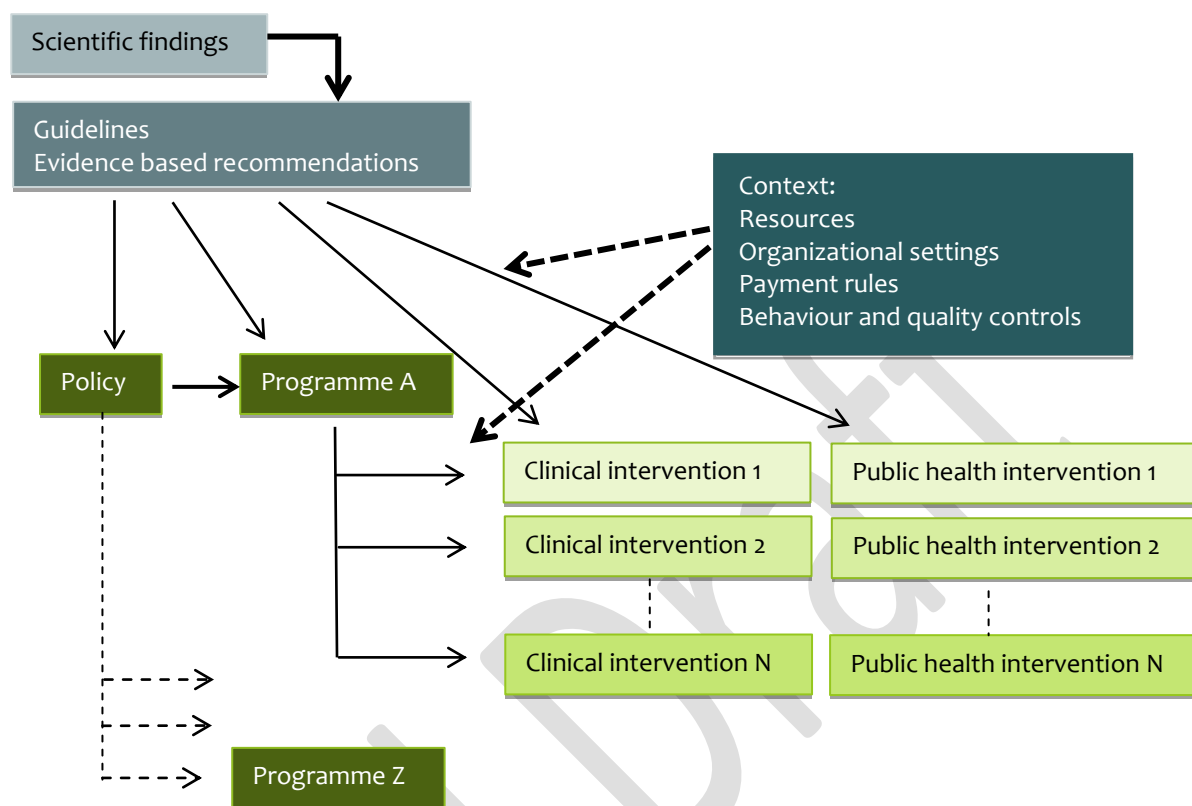 Scientific findings
Guidelines
Evidence based recommendations
Context:
Resources
Organizational settings
Payment rules
Behaviour and quality controls
Policy
Programme A
Clinical intervention 1
Public health intervention 1
Clinical intervention 2
Public health intervention 2
Clinical intervention N
Public health intervention N
Programme Z
Draft